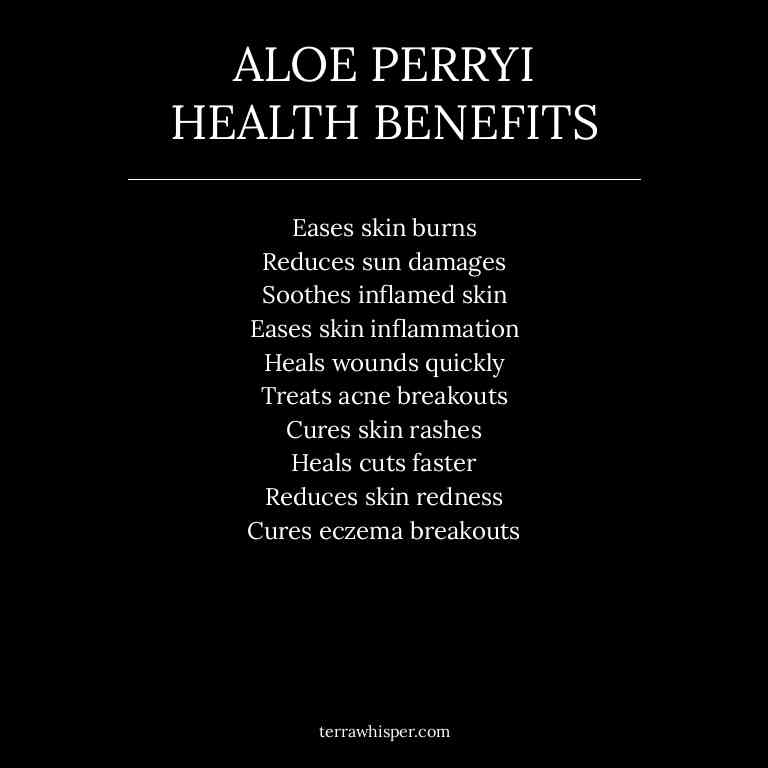 ALOE PERRYI
HEALTH BENEFITS
Eases skin burns
Reduces sun damages
Soothes inflamed skin
Eases skin inflammation
Heals wounds quickly
Treats acne breakouts
Cures skin rashes
Heals cuts faster
Reduces skin redness
Cures eczema breakouts
terrawhisper.com